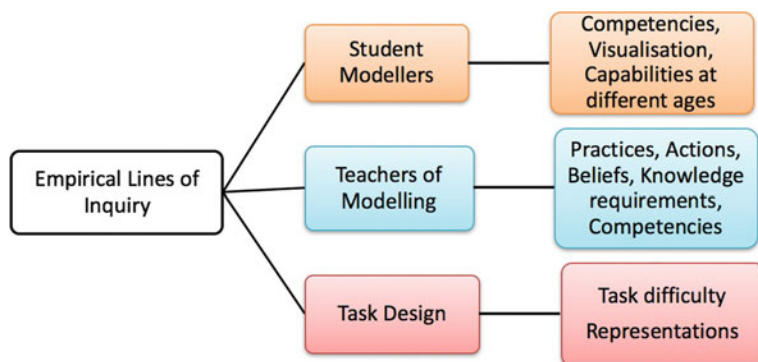 Empirical Lines of
Inquiry
Student
Modellers
Competencies,
Visualisation,
Capabilities at
different ages
Teachers of
Modelling
Practices, Actions,
Beliefs, Knowledge
requirements,
Competencies
Task Design
Task difficulty
Representations